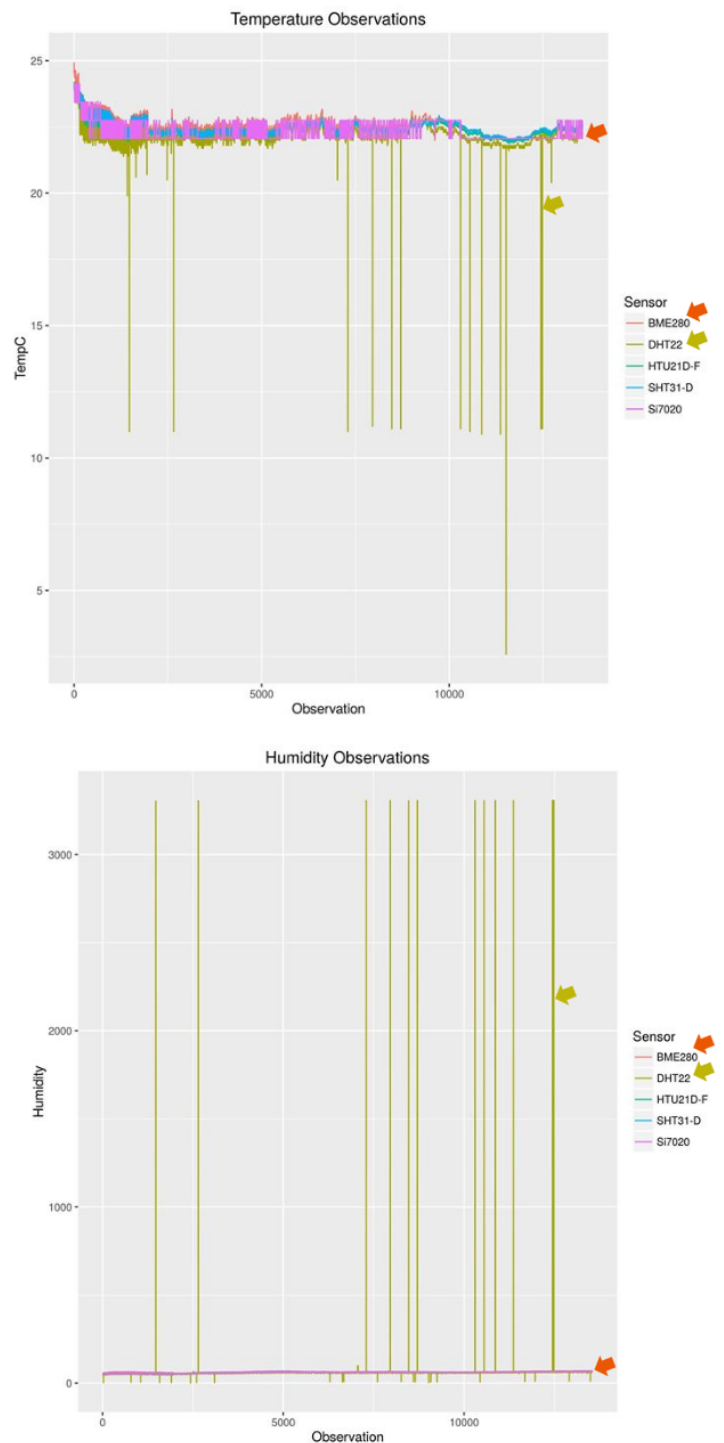 Temperature Observations
25
20
15
10
5
TempC
0
5000
10000
Observation
Sensor
BME280
DHT22
HTU21D-F
SHT31-D
Si7020
Humidity Observations
3000
2000
1000
0
Humidity
0
5000
10000
Observation
Sensor
BME280
DHT22
HTU21D-F
SHT31-D
Si7020